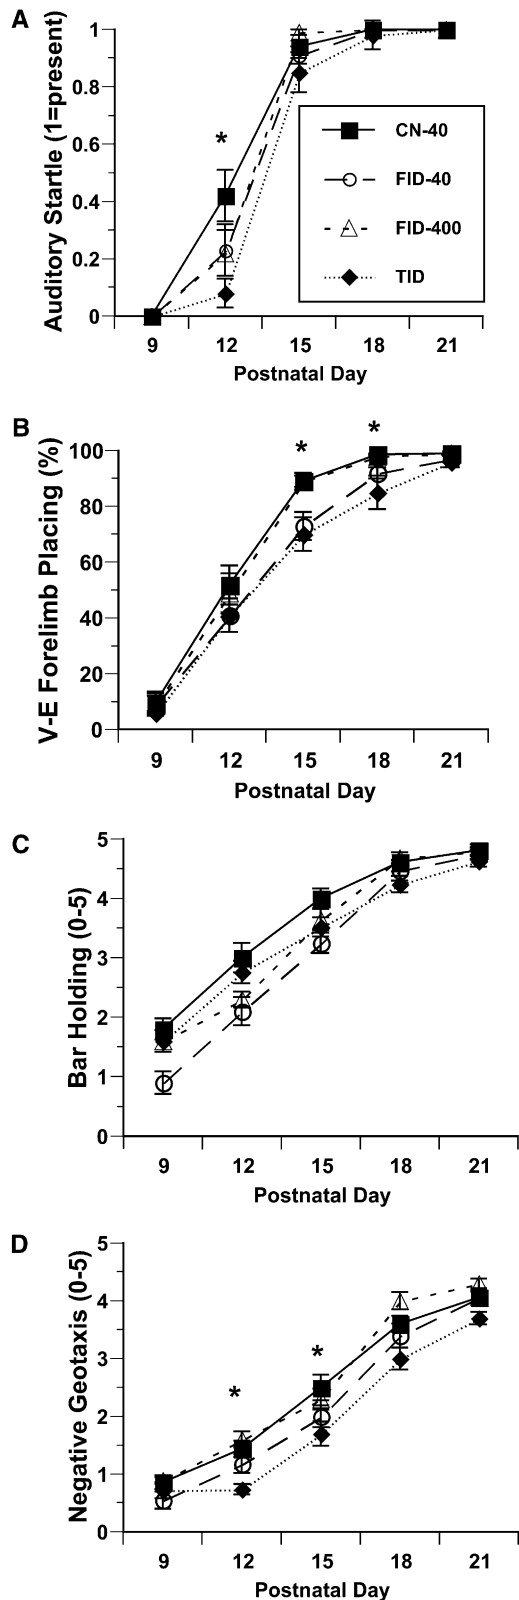 A
Auditory Startle (1=present)
1
0.8
0.6
0.4
0.2
0
*
CN-40
FID-40
FID-400
TID
9 12 15 18 21
Postnatal Day
B
V-E Forelimb Placing (%)
100
80
60
40
20
0
* *
9 12 15 18 21
Postnatal Day
C
Bar Holding (0-5)
5
4
3
2
1
0
9 12 15 18 21
Postnatal Day
D
Negative Geotaxis (0-5)
5
4
3
2
1
0
* *
9 12 15 18 21
Postnatal Day